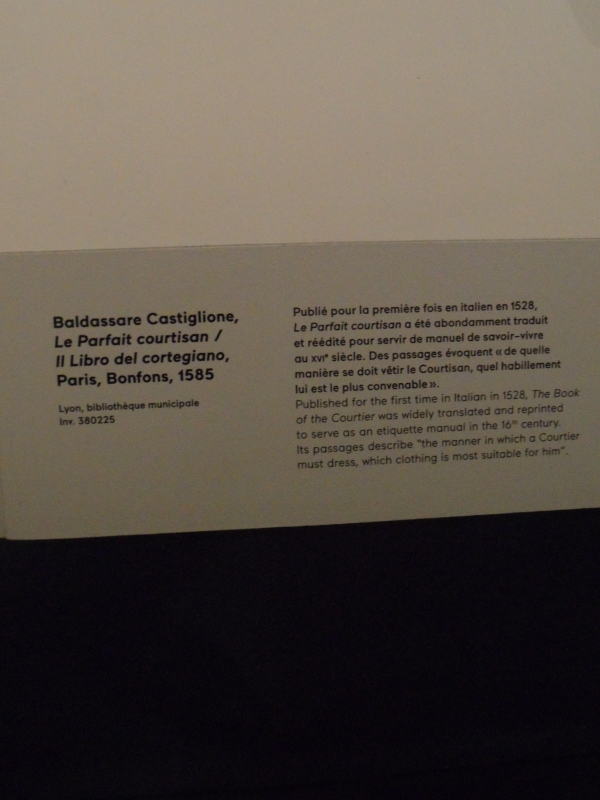 Baldassare Castiglione,
Le Parfait courtisan /
Il Libro del cortegiano,
Paris, Bonfons, 1585
Lyon, bibliothèque municipale
Inv. 380225
Publié pour la première fois en italien en 1528,
Le Parfait courtisan a été abondamment traduit
et réédité pour servir de manuel de savoir-vivre
au XVIe siècle. Des passages évoquent « de quelle
manière se doit vêtir le Courtisan, quel habillement
lui est le plus convenable ».
Published for the first time in Italian in 1528, The Book
of the Courtier was widely translated and reprinted
to serve as an etiquette manual in the 16th century.
Its passages describe "the manner in which a Courtier
must dress, which clothing is most suitable for him".